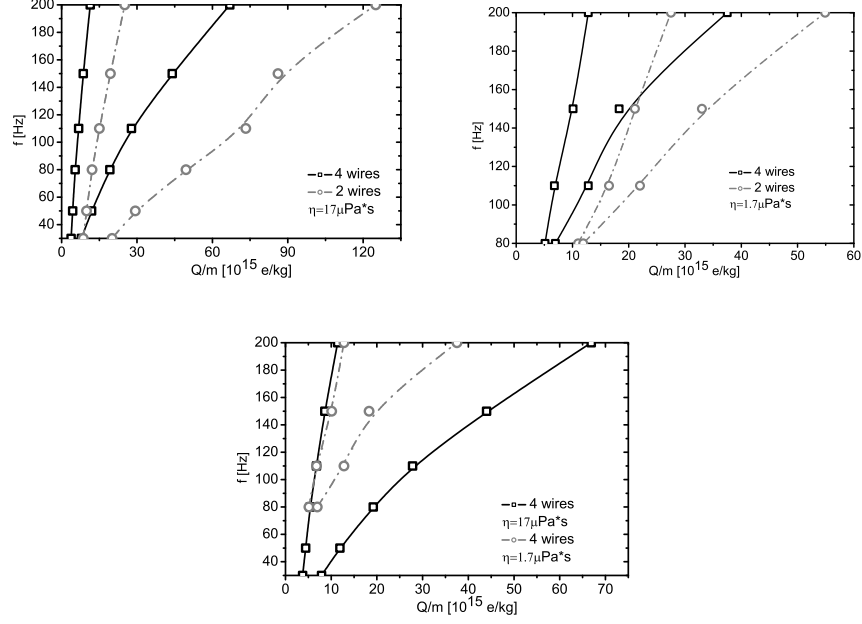 200
180
160
140
120
100
80
60
40
f [Hz]
0 30 60 90 120
Q/m [10^15 e/kg]
4 wires
2 wires
η=17μPa*s
200
180
160
140
120
100
80
f [Hz]
0 10 20 30 40 50 60
Q/m [10^15 e/kg]
4 wires
2 wires
η=1.7μPa*s
200
180
160
140
120
100
80
60
40
f [Hz]
0 10 20 30 40 50 60 70
Q/m [10^15 e/kg]
4 wires
η=17μPa*s
4 wires
η=1.7μPa*s